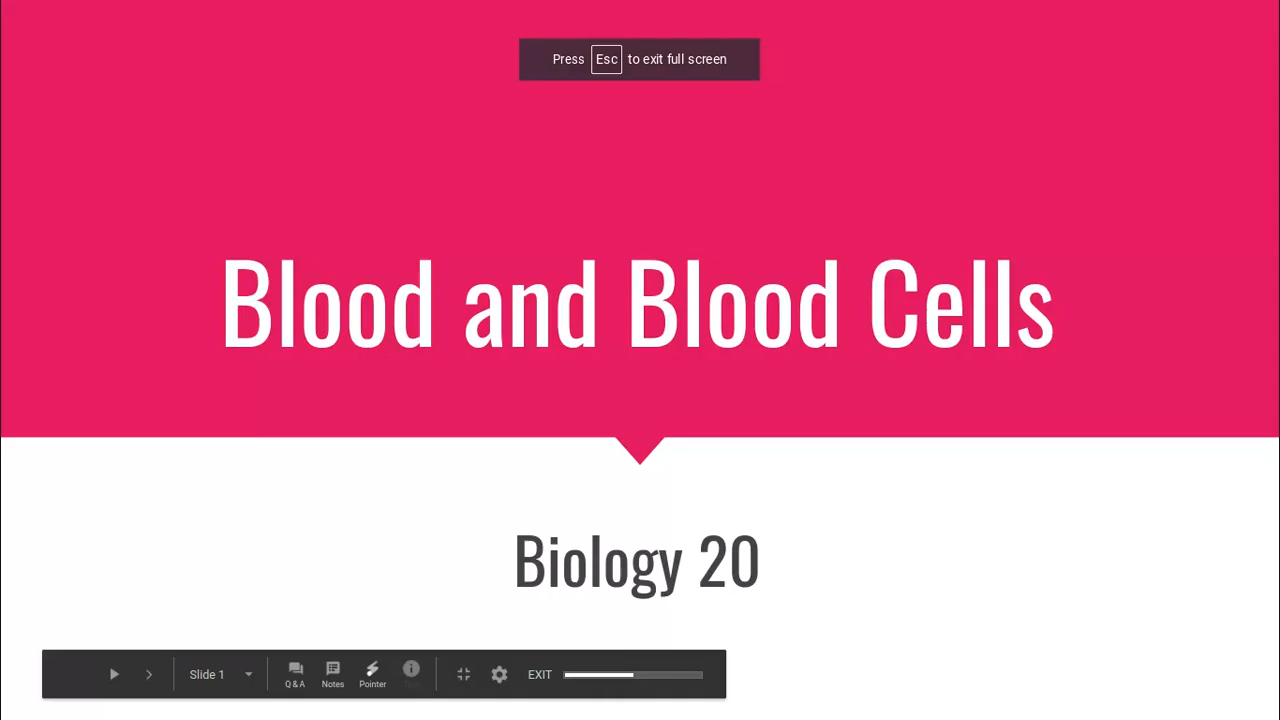 Press Esc to exit full screen
Blood and Blood Cells
Biology 20
Slide 1 Q & A Notes Pointer EXIT